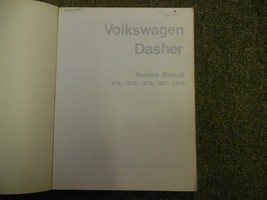 Volkswagen
Dasher
Service Manual
1974, 1975, 1976, 1977, 1978